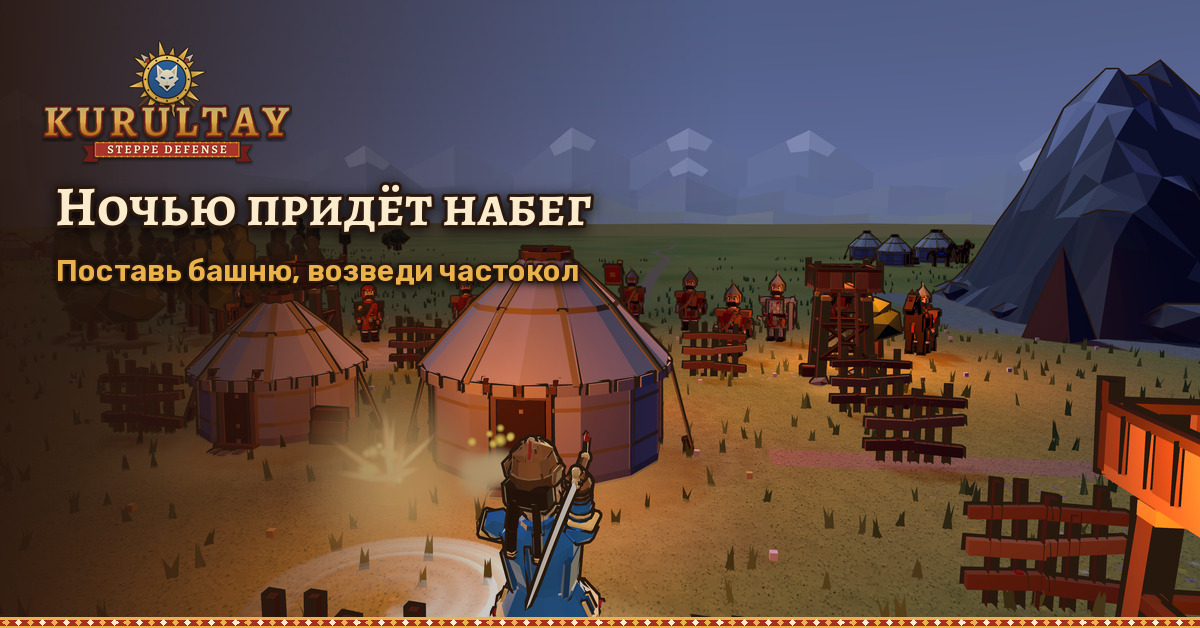 KURULTAY
STEPPE DEFENSE
Ночью придёт набег
Поставь башню, возведи частокол